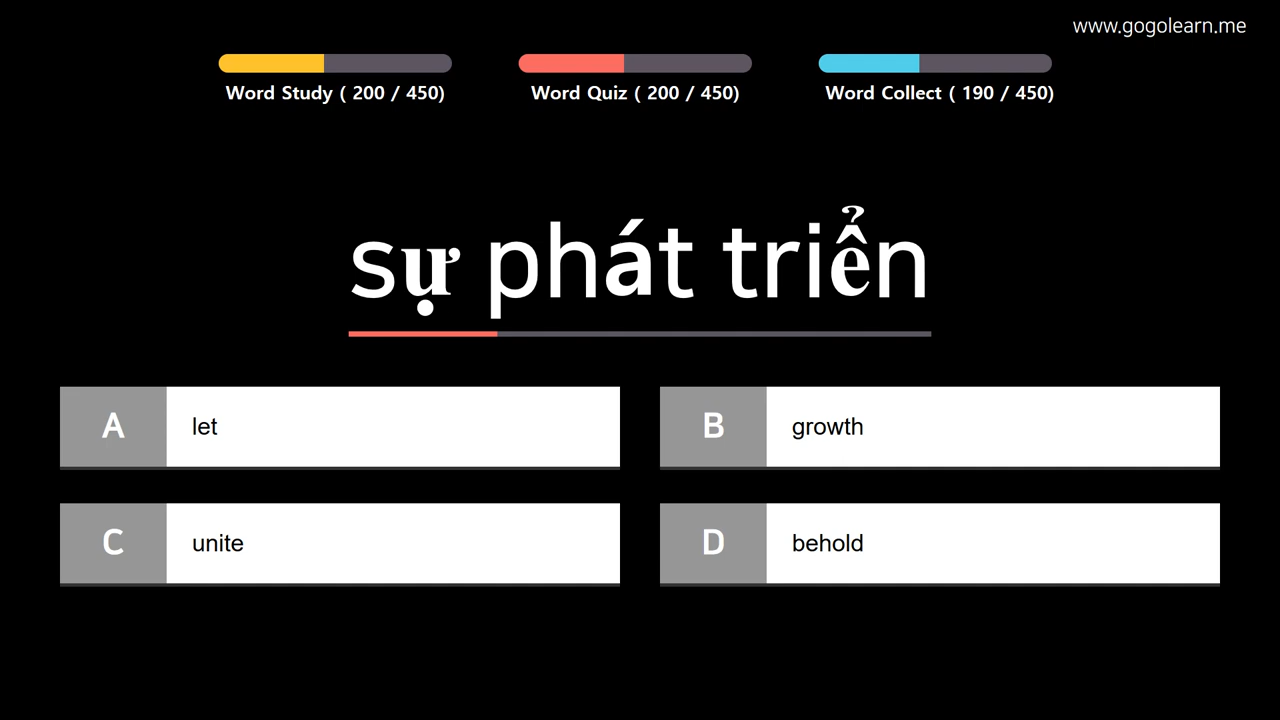 www.gogolearn.me
Word Study ( 200 / 450)
Word Quiz ( 200 / 450)
Word Collect ( 190 / 450)
sự phát triển
A let
B growth
C unite
D behold